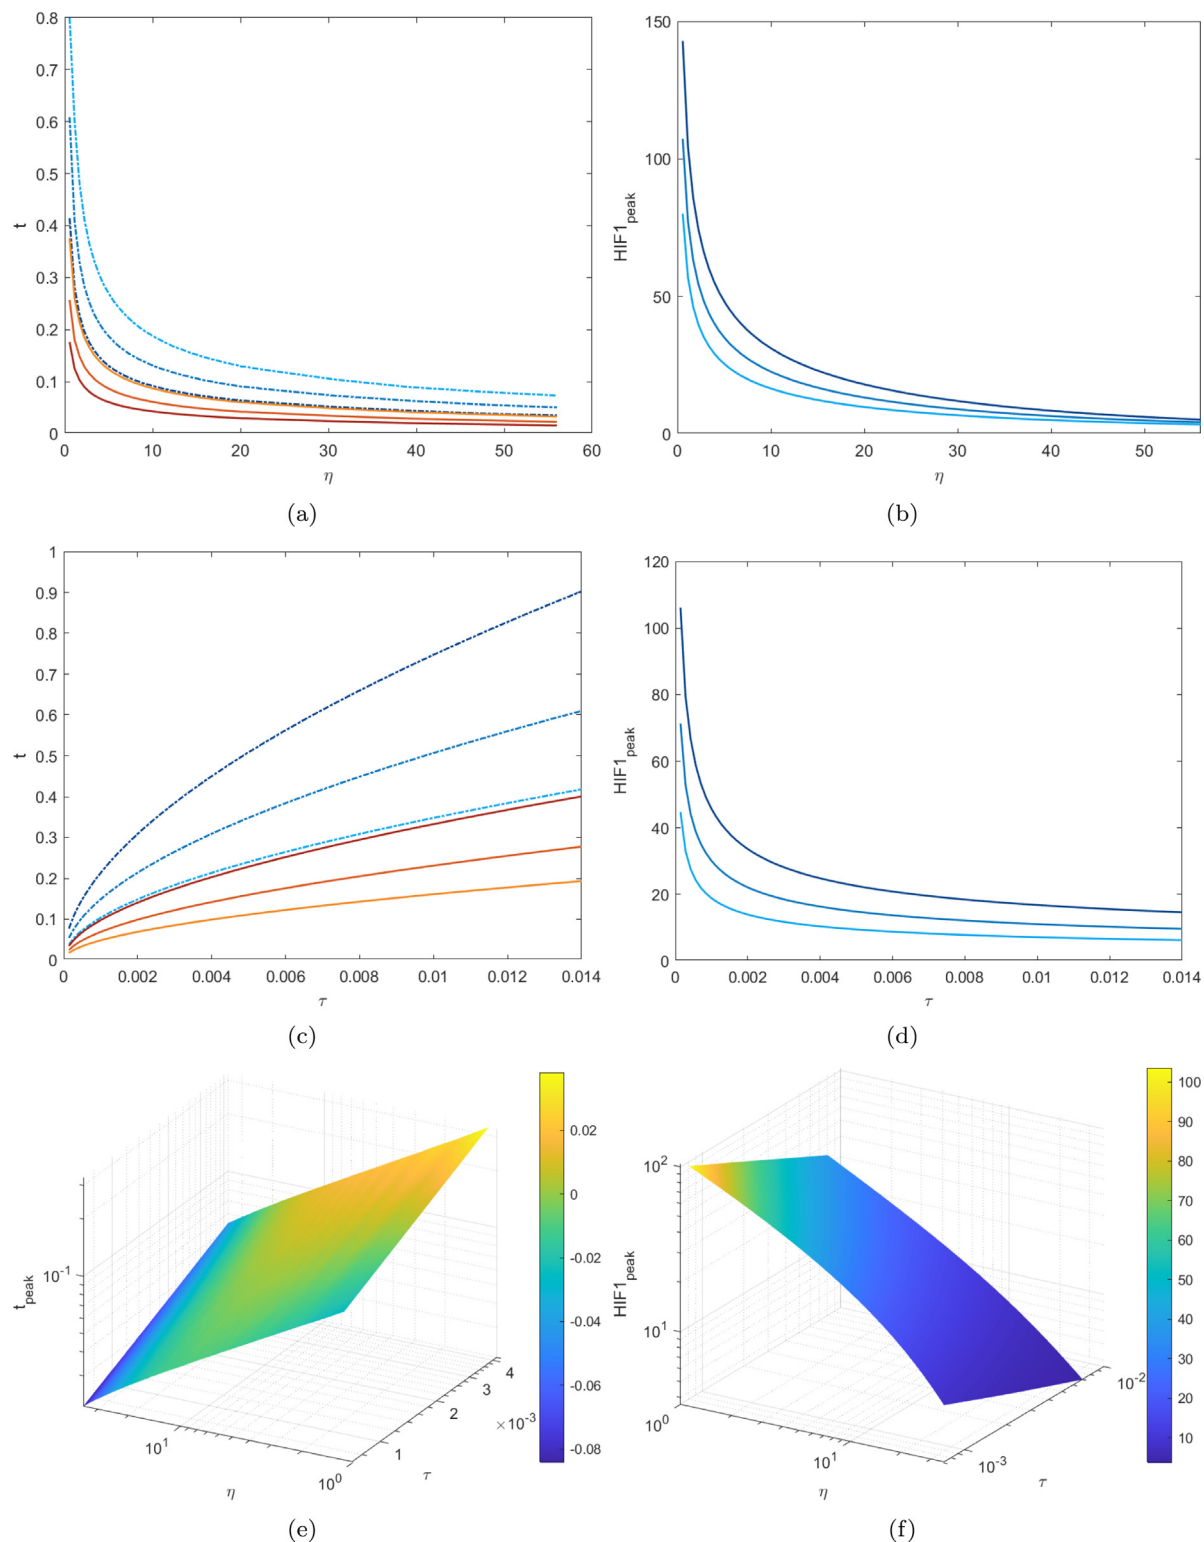 0.8
0.7
0.6
0.5
0.4
0.3
0.2
0.1
0
t
0 10 20 30 40 50 60
η
(a)
150
100
50
0
HIF1peak
0 10 20 30 40 50
η
(b)
1
0.9
0.8
0.7
0.6
0.5
0.4
0.3
0.2
0.1
0
t
0 0.002 0.004 0.006 0.008 0.01 0.012 0.014
τ
(c)
120
100
80
60
40
20
0
HIF1peak
0 0.002 0.004 0.006 0.008 0.01 0.012 0.014
τ
(d)
tpeak
10-1
101
100
η
1
2
3
4
×10-3
τ
0.02
0
-0.02
-0.04
-0.06
-0.08
(e)
HIF1peak
102
101
100
101
η
10-3
10-2
τ
100
90
80
70
60
50
40
30
20
10
(f)